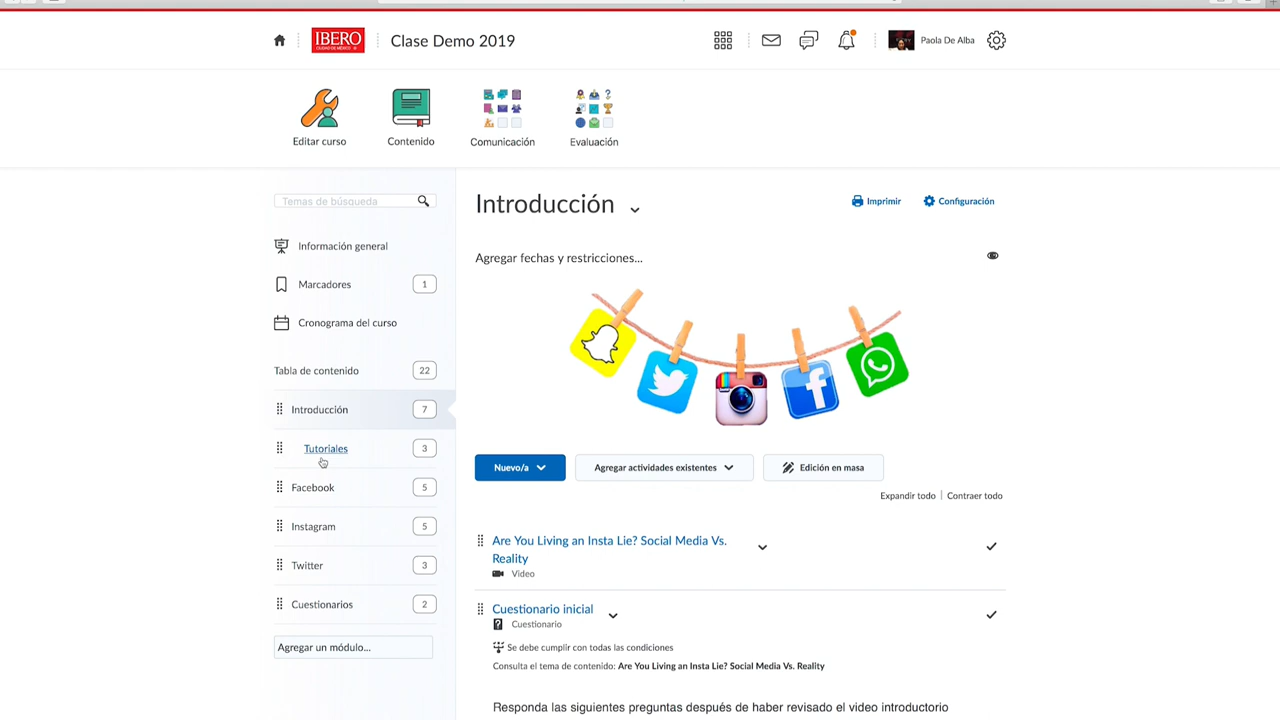 IBERO
CIUDAD DE MÉXICO
Clase Demo 2019
Paola De Alba
Editar curso
Contenido
Comunicación
Evaluación
Temas de búsqueda
Información general
Marcadores
1
Cronograma del curso
Tabla de contenido
22
Introducción
7
Tutoriales
3
Facebook
5
Instagram
5
Twitter
3
Cuestionarios
2
Agregar un módulo...
Introducción
Imprimir
Configuración
Agregar fechas y restricciones...
Nuevo/a
Agregar actividades existentes
Edición en masa
Expandir todo | Contraer todo
Are You Living an Insta Lie? Social Media Vs.
Reality
Video
Cuestionario inicial
Cuestionario
Se debe cumplir con todas las condiciones
Consulta el tema de contenido: Are You Living an Insta Lie? Social Media Vs. Reality
Responda las siguientes preguntas después de haber revisado el video introductorio